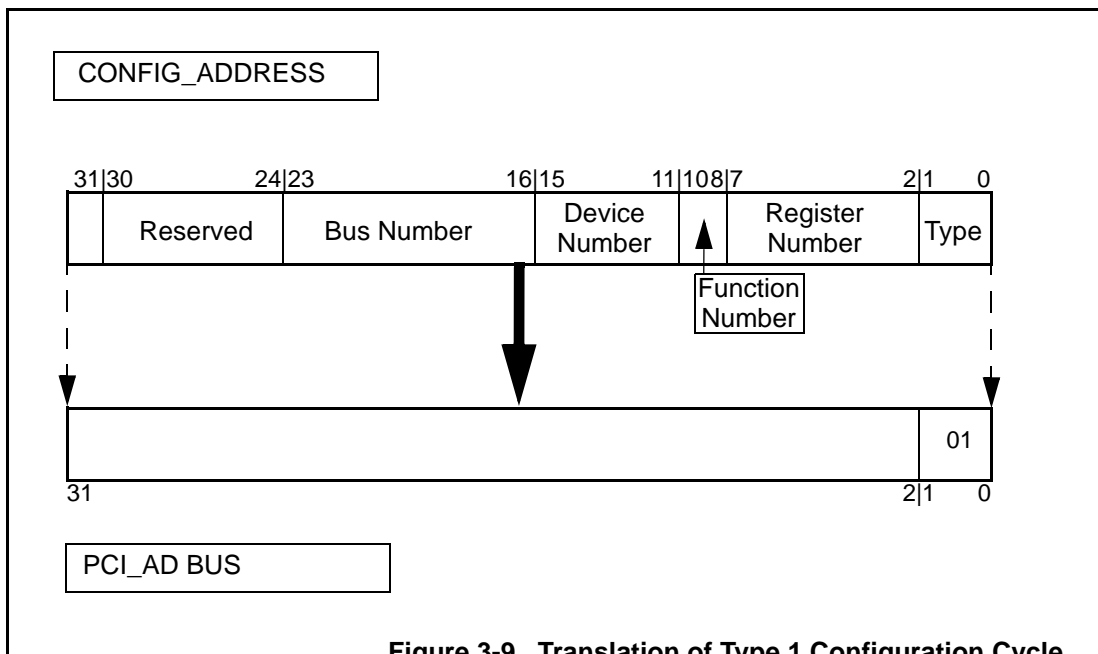 CONFIG_ADDRESS
31|30 24|23 16|15 11|108|7 2|1 0
Reserved Bus Number Device Number Register Number Type
Function
Number
01
31 2|1 0
PCI_AD BUS
Figure 3-9. Translation of Type 1 Configuration Cycle